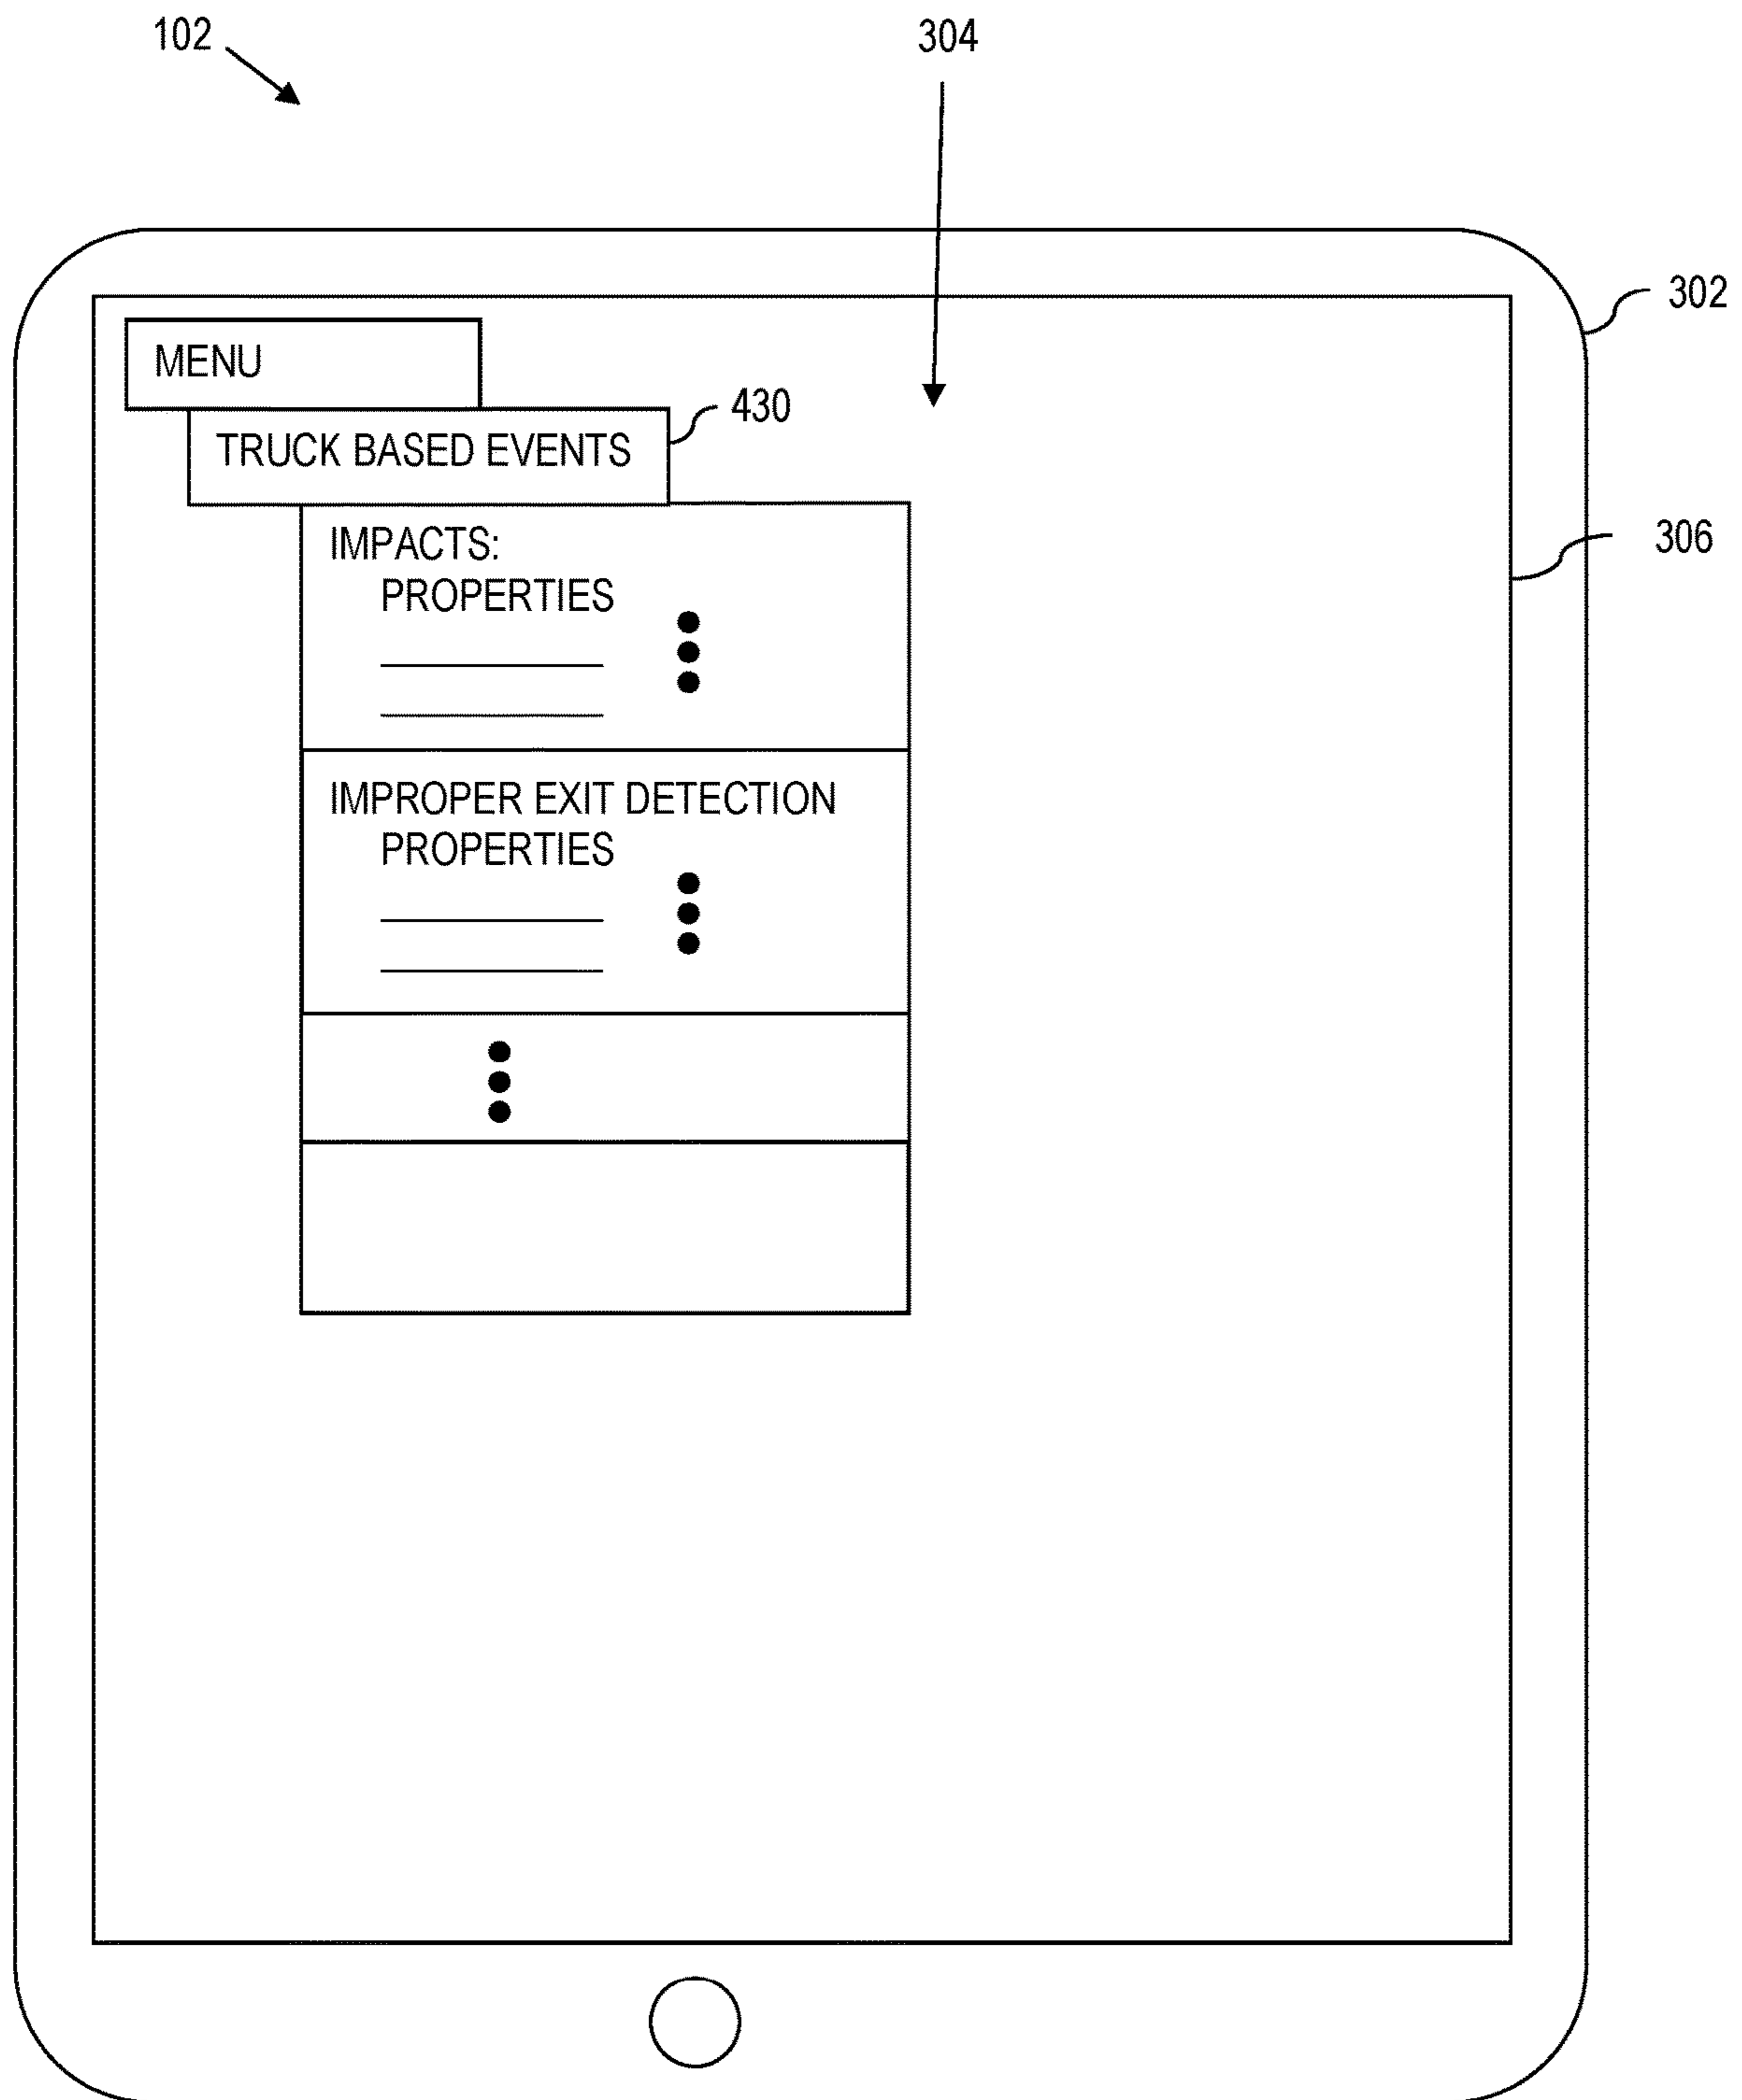 102
304
302
MENU
430
TRUCK BASED EVENTS
IMPACTS:
306
PROPERTIES
IMPROPER EXIT DETECTION
PROPERTIES